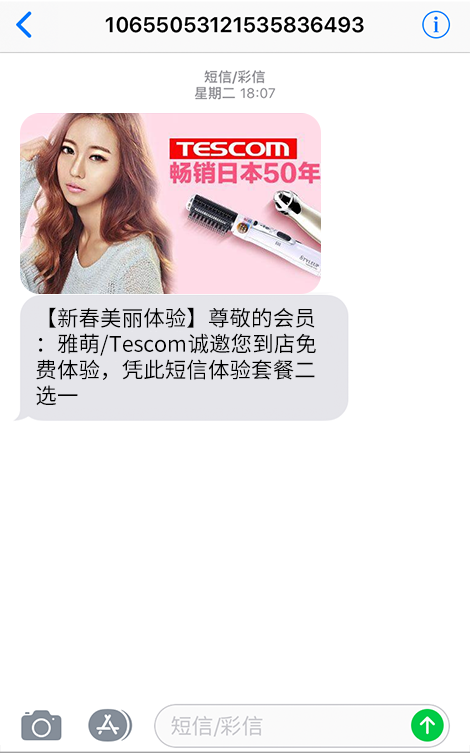 10655053121535836493
短信/彩信
星期二 18:07
TESCOM
畅销日本50年
【新春美丽体验】尊敬的会员
：雅萌/Tescom诚邀您到店免
费体验，凭此短信体验套餐二
选一
短信/彩信